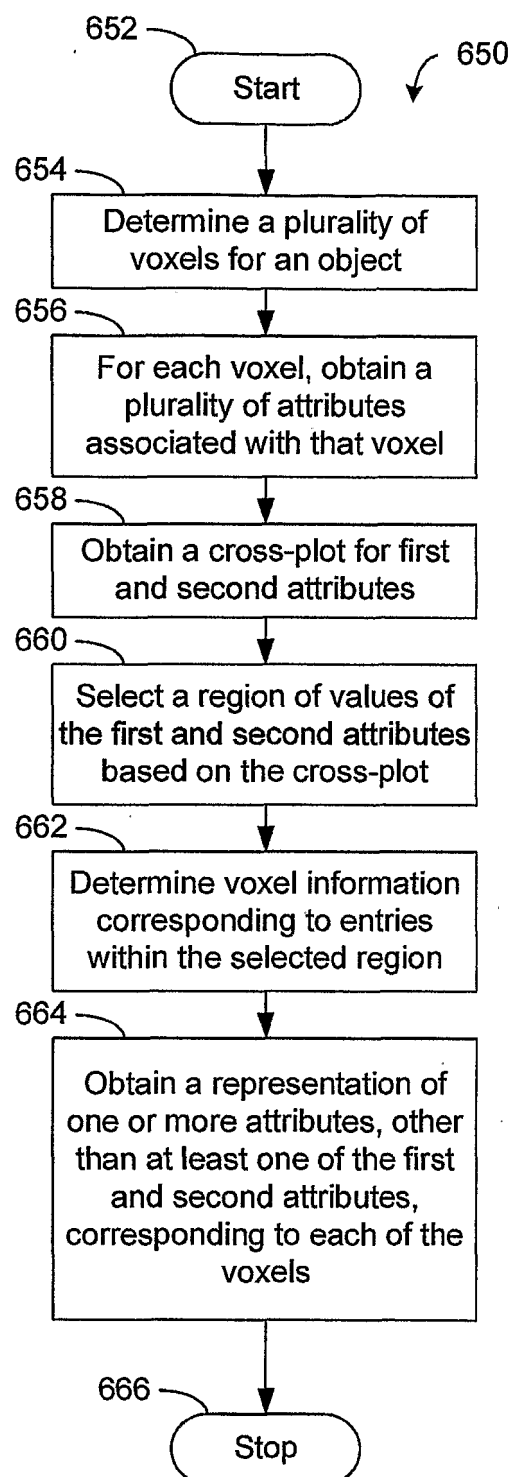 652
650
Start
654
Determine a plurality of
voxels for an object
656
For each voxel, obtain a
plurality of attributes
associated with that voxel
658
Obtain a cross-plot for first
and second attributes
660
Select a region of values of
the first and second attributes
based on the cross-plot
662
Determine voxel information
corresponding to entries
within the selected region
664
Obtain a representation of
one or more attributes, other
than at least one of the first
and second attributes,
corresponding to each of the
voxels
666
Stop